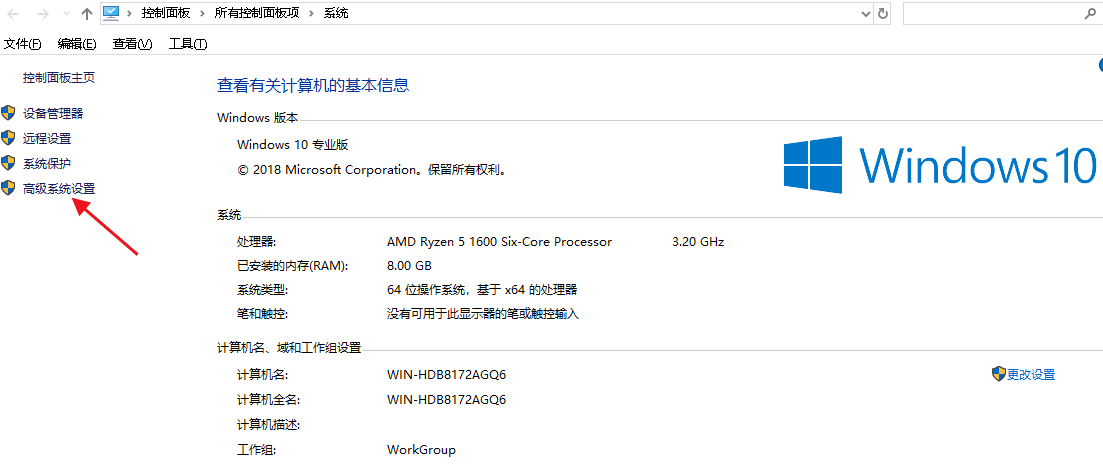 控制面板 > 所有控制面板项 > 系统
文件(F) 编辑(E) 查看(V) 工具(T)
控制面板主页
设备管理器
远程设置
系统保护
高级系统设置
查看有关计算机的基本信息
Windows 版本
Windows 10 专业版
© 2018 Microsoft Corporation。保留所有权利。
Windows 10
系统
处理器: AMD Ryzen 5 1600 Six-Core Processor 3.20 GHz
已安装的内存(RAM): 8.00 GB
系统类型: 64 位操作系统，基于 x64 的处理器
笔和触控: 没有可用于此显示器的笔或触控输入
计算机名、域和工作组设置
计算机名: WIN-HDB8172AGQ6 更改设置
计算机全名: WIN-HDB8172AGQ6
计算机描述:
工作组: WorkGroup